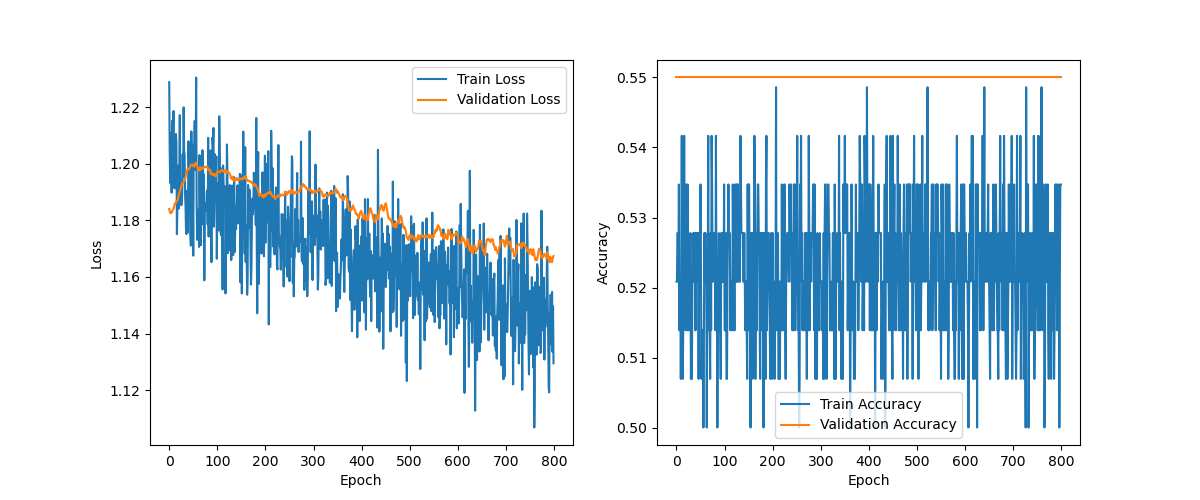 Train Loss
Validation Loss
1.22
1.20
1.18
1.16
1.14
1.12
Loss
0 100 200 300 400 500 600 700 800
Epoch
0.55
0.54
0.53
0.52
0.51
0.50
Accuracy
Train Accuracy
Validation Accuracy
0 100 200 300 400 500 600 700 800
Epoch